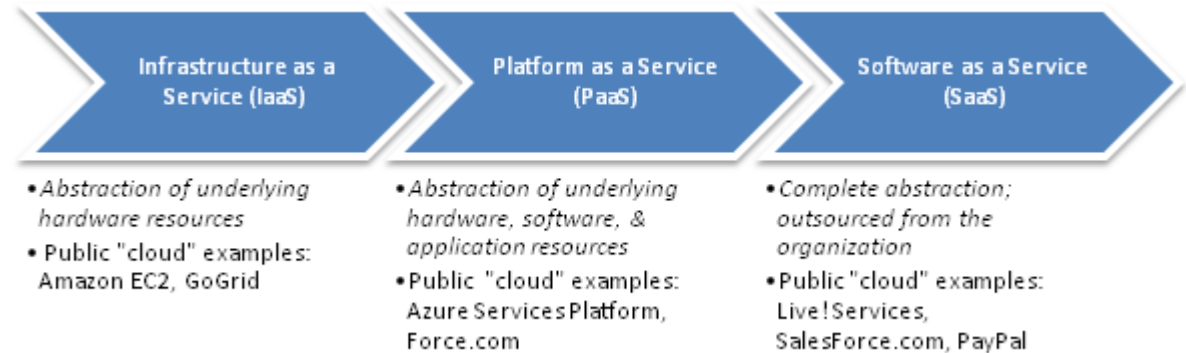 Infrastructure as a
Service (IaaS)
•Abstraction of underlying
hardware resources
• Public "cloud" examples:
Amazon EC2, GoGrid
Platform as a Service
(PaaS)
•Abstraction of underlying
hardware, software, &
application resources
•Public "cloud" examples:
Azure Services Platform,
Force.com
Software as a Service
(SaaS)
•Complete abstraction;
outsourced from the
organization
•Public "cloud" examples:
Live! Services,
SalesForce.com, PayPal